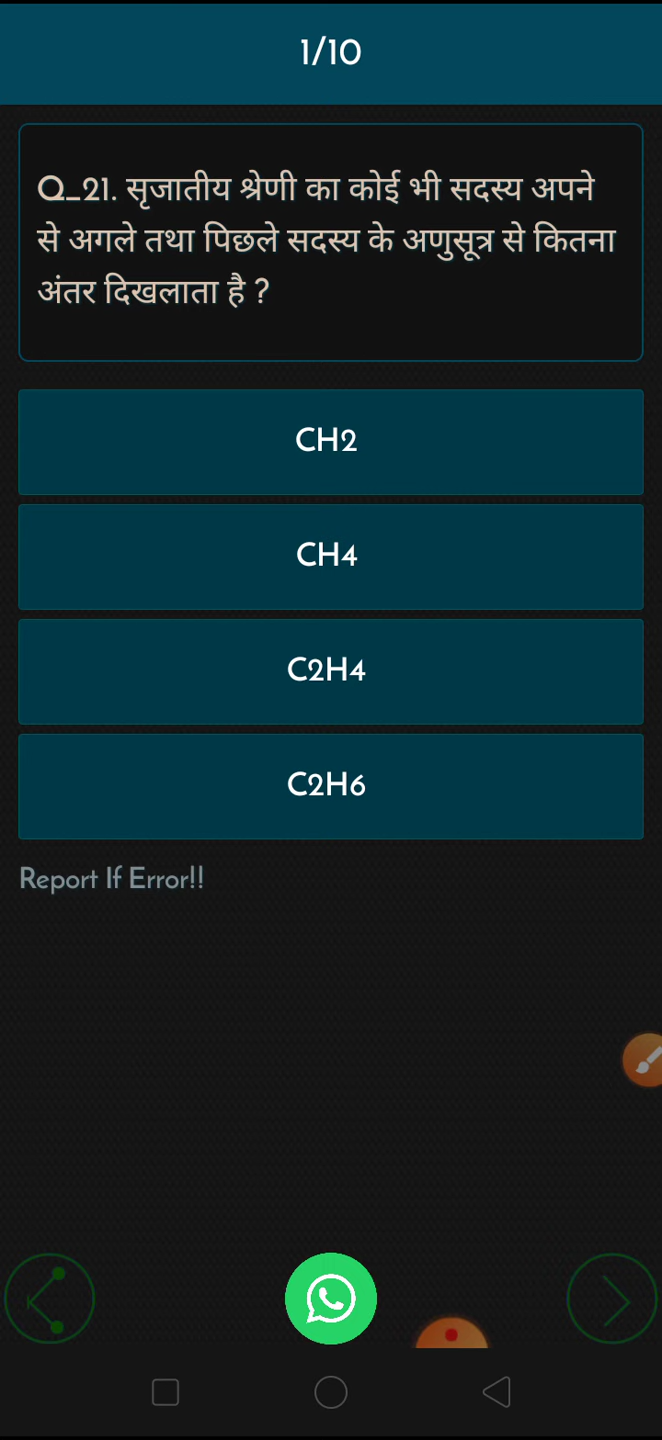 1/10
Q_21. सृजातीय श्रेणी का कोई भी सदस्य अपने
से अगले तथा पिछले सदस्य के अणुसूत्र से कितना
अंतर दिखलाता है ?
CH2
CH4
C2H4
C2H6
Report If Error!!